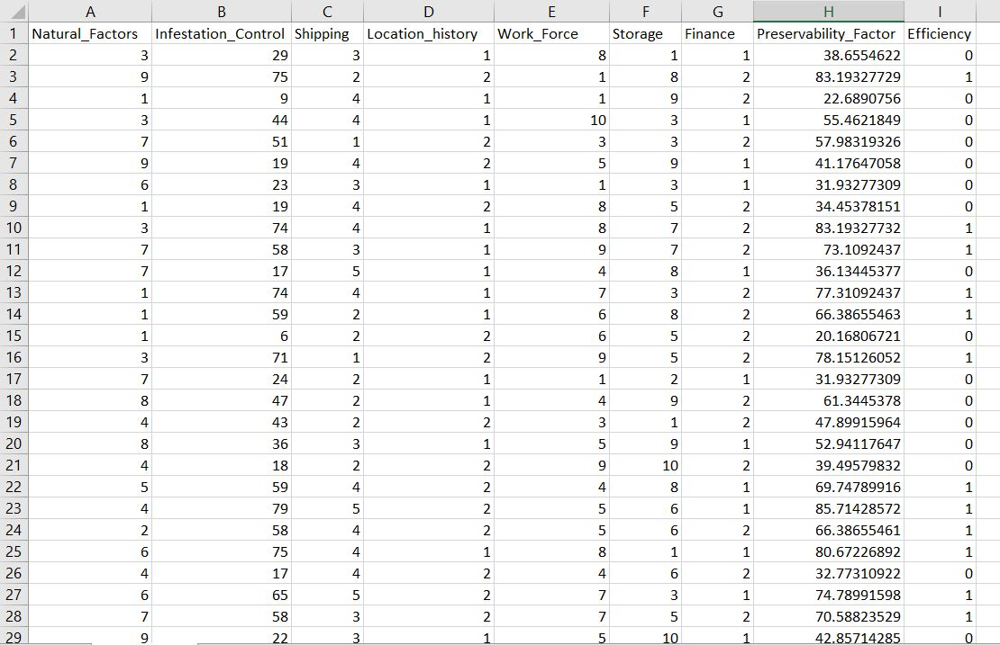 A B C D E F G H I
1 Natural_Factors Infestation_Control Shipping Location_history Work_Force Storage Finance Preservability_Factor Efficiency
2 3 29 3 1 8 1 1 38.6554622 0
3 9 75 2 2 1 8 2 83.19327729 1
4 1 9 4 1 1 9 2 22.6890756 0
5 3 44 4 1 10 3 1 55.4621849 0
6 7 51 1 2 3 3 2 57.98319326 0
7 9 19 4 2 5 9 1 41.17647058 0
8 6 23 3 1 1 3 1 31.93277309 0
9 1 19 4 2 8 5 2 34.45378151 0
10 3 74 4 1 8 7 2 83.19327732 1
11 7 58 3 1 9 7 2 73.1092437 1
12 7 17 5 1 4 8 1 36.13445377 0
13 1 74 4 1 7 3 2 77.31092437 1
14 1 59 2 1 6 8 2 66.38655463 1
15 1 6 2 2 6 5 2 20.16806721 0
16 3 71 1 2 9 5 2 78.15126052 1
17 7 24 2 1 1 2 1 31.93277309 0
18 8 47 2 1 4 9 2 61.3445378 0
19 4 43 2 2 3 1 2 47.89915964 0
20 8 36 3 1 5 9 1 52.94117647 0
21 4 18 2 2 9 10 2 39.49579832 0
22 5 59 4 2 4 8 1 69.74789916 1
23 4 79 5 2 5 6 1 85.71428572 1
24 2 58 4 2 5 6 2 66.38655461 1
25 6 75 4 1 8 1 1 80.67226892 1
26 4 17 4 2 4 6 2 32.77310922 0
27 6 65 5 2 7 3 1 74.78991598 1
28 7 58 3 2 7 5 2 70.58823529 1
29 9 22 3 1 5 10 1 42.85714285 0